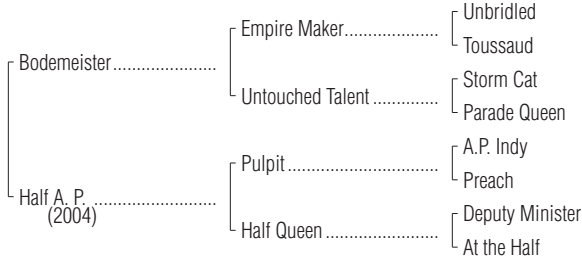 Unbridled
Empire Maker.....................
Toussaud
Bodemeister.......................
Storm Cat
Untouched Talent ..............
Parade Queen
A.P. Indy
Pulpit.................................
Preach
Half A. P. ...........................
(2004)
Deputy Minister
Half Queen .........................
At the Half